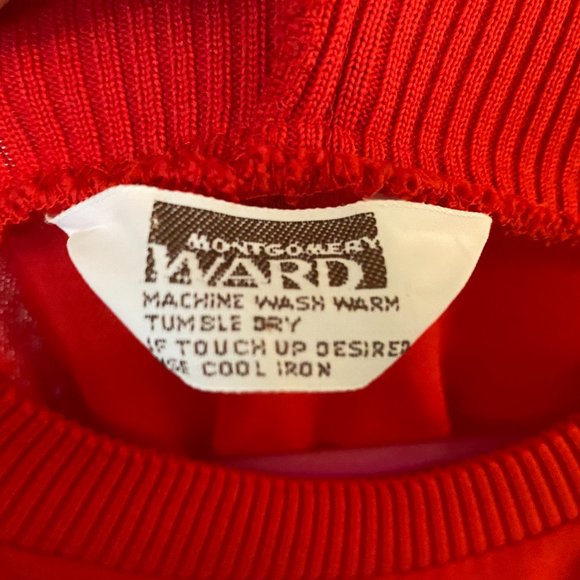 MONTGOMERY
WARD
MACHINE WASH WARM
TUMBLE DRY
IF TOUCH UP DESIRED
USE COOL IRON